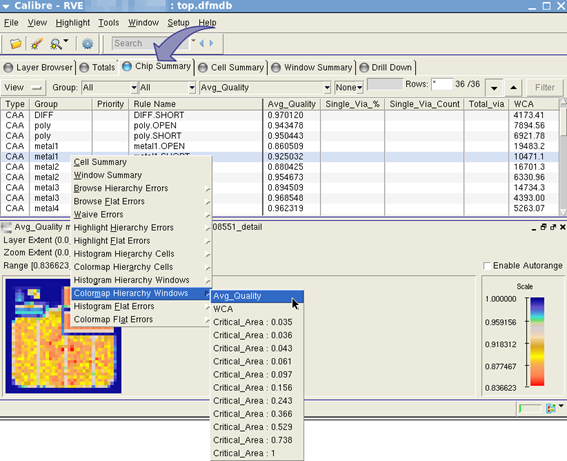 Calibre - RVE : top.dfmdb
File View Highlight Tools Window Setup Help
Search
Layer Browser Totals Chip Summary Cell Summary Window Summary Drill Down
View Group: All All Avg_Quality None Rows: * 36 /36 Filter
Type Group Priority Rule Name Avg_Quality Single_Via_% Single_Via_Count Total_via WCA
CAA DIFF DIFF.SHORT 0.970120 4173.41
CAA poly poly.OPEN 0.943478 7894.56
CAA poly poly.SHORT 0.950443 6921.78
CAA metal1 metal1.OPEN 0.860509 19483.2
CAA metal1 0.925032 10471.1
CAA metal2 0.880425 16701.3
CAA metal2 0.954673 6330.96
CAA metal3 0.894509 14734.3
CAA metal3 0.968548 4393.00
CAA metal4 0.962319 5263.07
Cell Summary
Window Summary
Browse Hierarchy Errors
Browse Flat Errors
Waive Errors
Highlight Hierarchy Errors
Highlight Flat Errors
Histogram Hierarchy Cells
Colormap Hierarchy Cells
Histogram Hierarchy Windows
Colormap Hierarchy Windows
Histogram Flat Errors
Colormap Flat Errors
Avg_Quality
WCA
Critical_Area : 0.035
Critical_Area : 0.036
Critical_Area : 0.043
Critical_Area : 0.061
Critical_Area : 0.097
Critical_Area : 0.156
Critical_Area : 0.243
Critical_Area : 0.366
Critical_Area : 0.529
Critical_Area : 0.738
Critical_Area : 1
Avg_Quality m 08551_detail
Layer Extent (0.0
Zoom Extent (0.0
Range [0.836623
Enable Autorange
Scale
1.000000
0.959156
0.918312
0.877467
0.836623